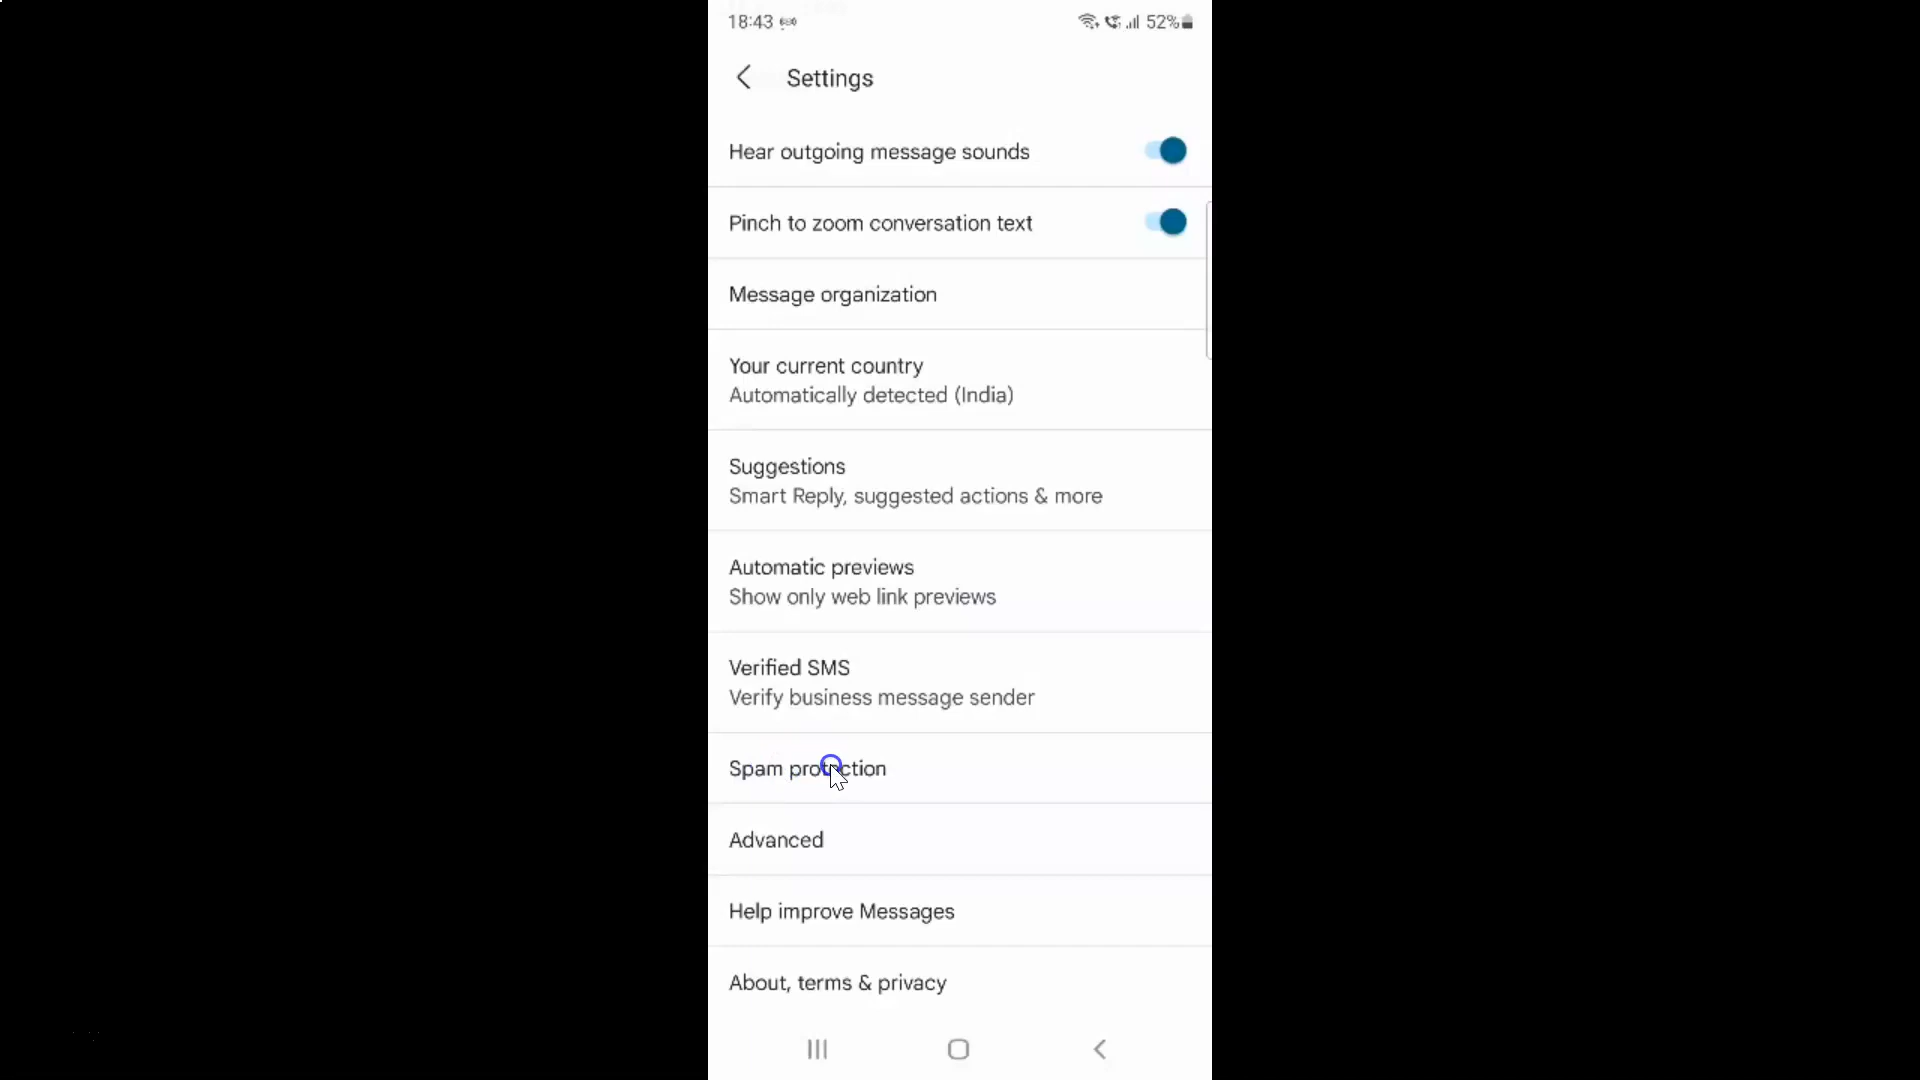 18:43 52%
Settings
Hear outgoing message sounds
Pinch to zoom conversation text
Message organization
Your current country
Automatically detected (India)
Suggestions
Smart Reply, suggested actions & more
Automatic previews
Show only web link previews
Verified SMS
Verify business message sender
Spam protection
Advanced
Help improve Messages
About, terms & privacy